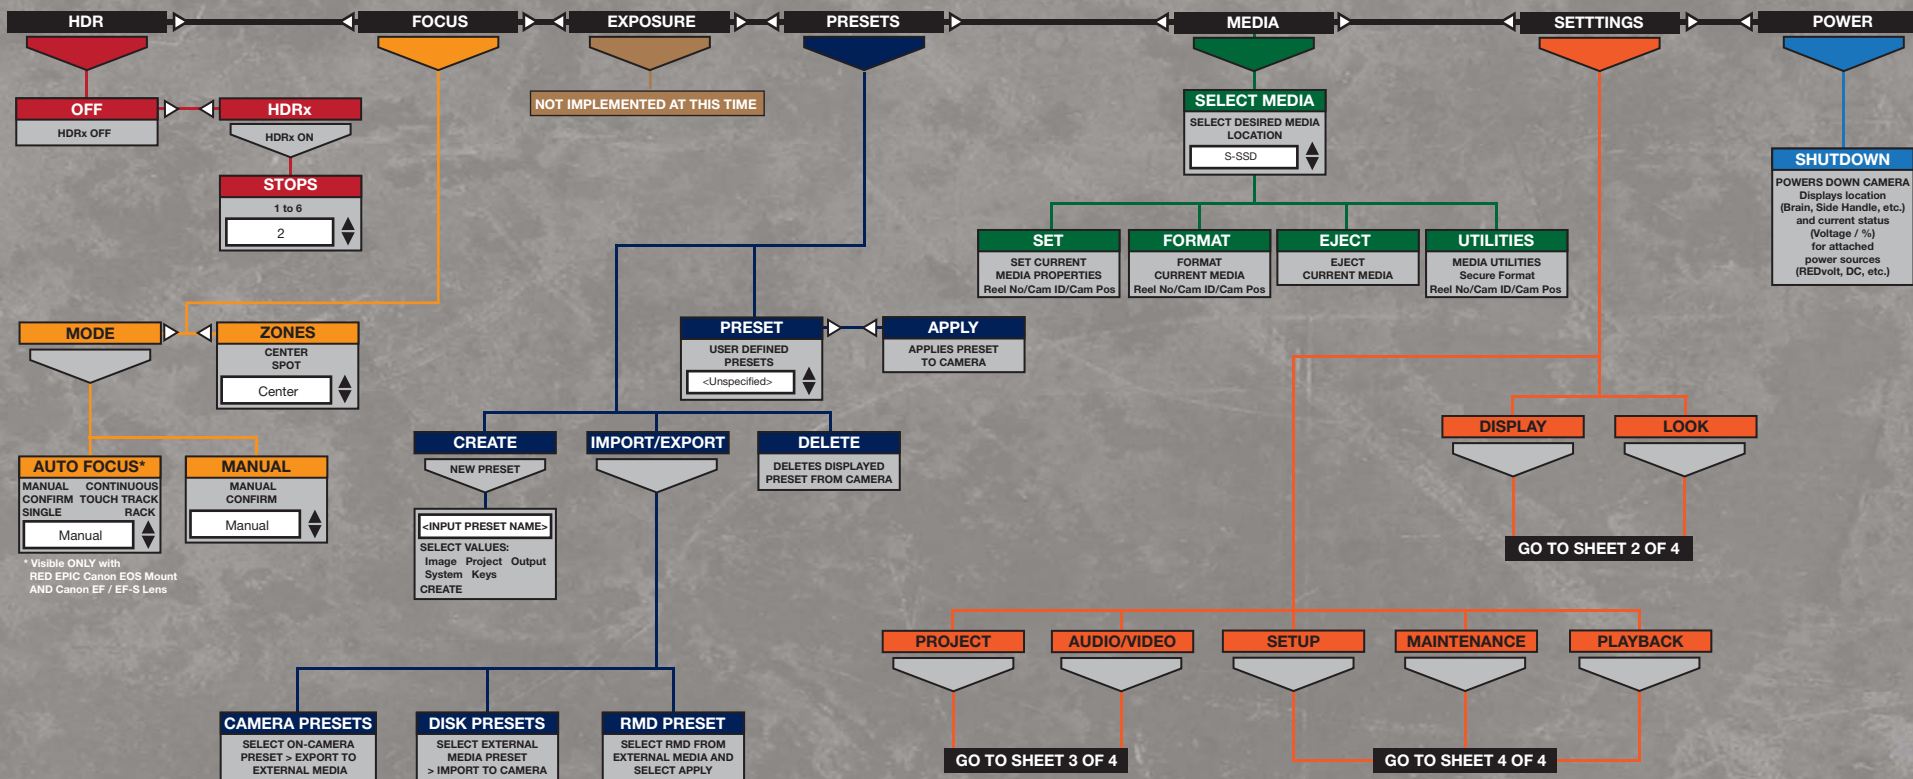 HDR
FOCUS
EXPOSURE
PRESETS
MEDIA
SETTTINGS
POWER
OFF
HDRx OFF
HDRx
HDRx ON
STOPS
1 to 6
2
MODE
ZONES
CENTER
SPOT
Center
AUTO FOCUS*
MANUAL CONTINUOUS
CONFIRM TOUCH TRACK
SINGLE RACK
Manual
MANUAL
MANUAL
CONFIRM
Manual
* Visible ONLY with
RED EPIC Canon EOS Mount
AND Canon EF / EF-S Lens
NOT IMPLEMENTED AT THIS TIME
PRESET
USER DEFINED
PRESETS
<Unspecified>
APPLY
APPLIES PRESET
TO CAMERA
CREATE
NEW PRESET
<INPUT PRESET NAME>
SELECT VALUES:
Image Project Output
System Keys
CREATE
IMPORT/EXPORT
DELETE
DELETES DISPLAYED
PRESET FROM CAMERA
CAMERA PRESETS
SELECT ON-CAMERA
PRESET > EXPORT TO
EXTERNAL MEDIA
DISK PRESETS
SELECT EXTERNAL
MEDIA PRESET
> IMPORT TO CAMERA
RMD PRESET
SELECT RMD FROM
EXTERNAL MEDIA AND
SELECT APPLY
SELECT MEDIA
SELECT DESIRED MEDIA
LOCATION
S-SSD
SET
SET CURRENT
MEDIA PROPERTIES
Reel No/Cam ID/Cam Pos
FORMAT
FORMAT
CURRENT MEDIA
Reel No/Cam ID/Cam Pos
EJECT
EJECT
CURRENT MEDIA
UTILITIES
MEDIA UTILITIES
Secure Format
Reel No/Cam ID/Cam Pos
DISPLAY
LOOK
GO TO SHEET 2 OF 4
PROJECT
AUDIO/VIDEO
SETUP
MAINTENANCE
PLAYBACK
GO TO SHEET 3 OF 4
GO TO SHEET 4 OF 4
SHUTDOWN
POWERS DOWN CAMERA
Displays location
(Brain, Side Handle, etc.)
and current status
(Voltage / %)
for attached
power sources
(REDvolt, DC, etc.)